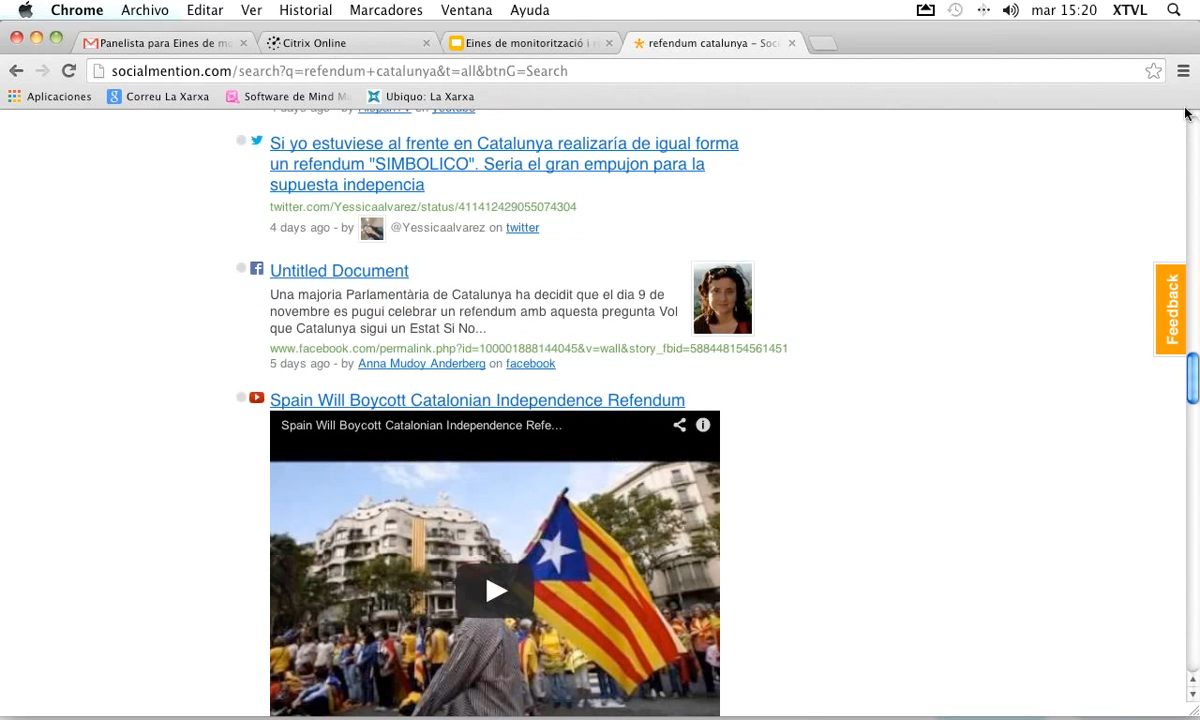 Chrome Archivo Editar Ver Historial Marcadores Ventana Ayuda mar 15:20 XTVL
Panelista para Eines de m
Citrix Online
Eines de monitorització i
refendum catalunya – Soc
socialmention.com/search?q=refendum+catalunya&t=all&btnG=Search
Aplicaciones Correu La Xarxa Software de Mind M Ubiquo: La Xarxa
4 days ago - by HispanTV on youtube
Si yo estuviese al frente en Catalunya realizaría de igual forma
un refendum "SIMBOLICO". Seria el gran empujon para la
supuesta indepencia
twitter.com/Yessicaalvarez/status/411412429055074304
4 days ago - by @Yessicaalvarez on twitter
Untitled Document
Una majoria Parlamentària de Catalunya ha decidit que el dia 9 de
novembre es pugui celebrar un refendum amb aquesta pregunta Vol
que Catalunya sigui un Estat Si No...
www.facebook.com/permalink.php?id=100001888144045&v=wall&story_fbid=588448154561451
5 days ago - by Anna Mudoy Anderberg on facebook
Feedback
Spain Will Boycott Catalonian Independence Refendum
Spain Will Boycott Catalonian Independence Refe...